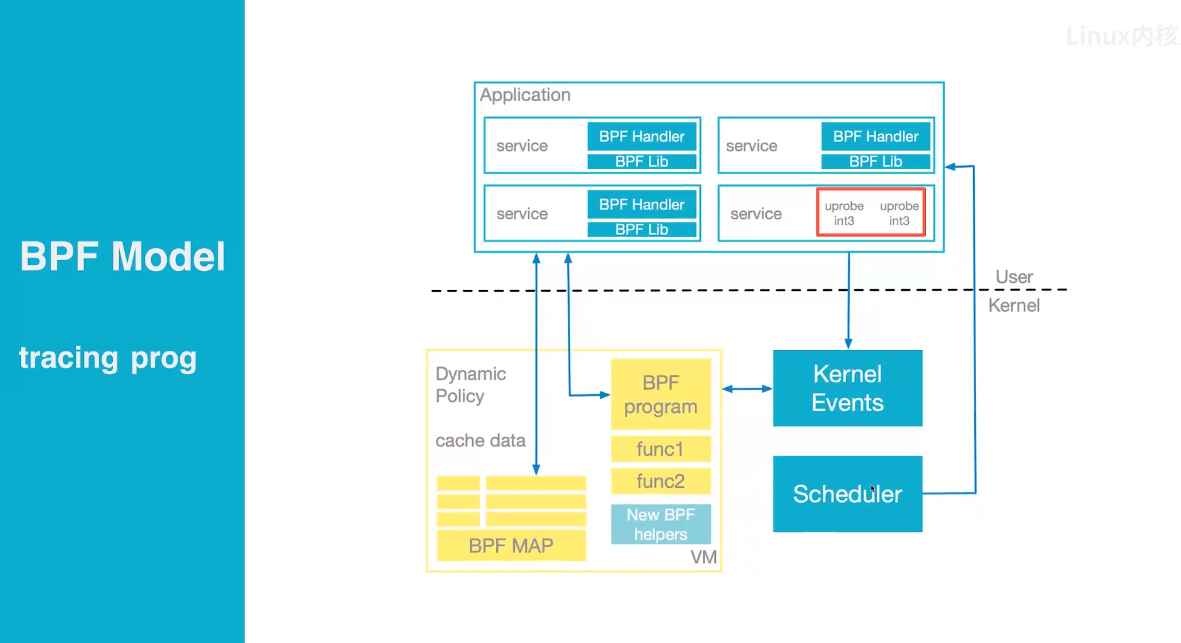 Linux内核
BPF Model
tracing prog
Application
service
BPF Handler
BPF Lib
service
BPF Handler
BPF Lib
service
BPF Handler
BPF Lib
service
uprobe
int3
uprobe
int3
User
Kernel
Dynamic
Policy
cache data
BPF MAP
BPF
program
func1
func2
New BPF
helpers
VM
Kernel
Events
Scheduler